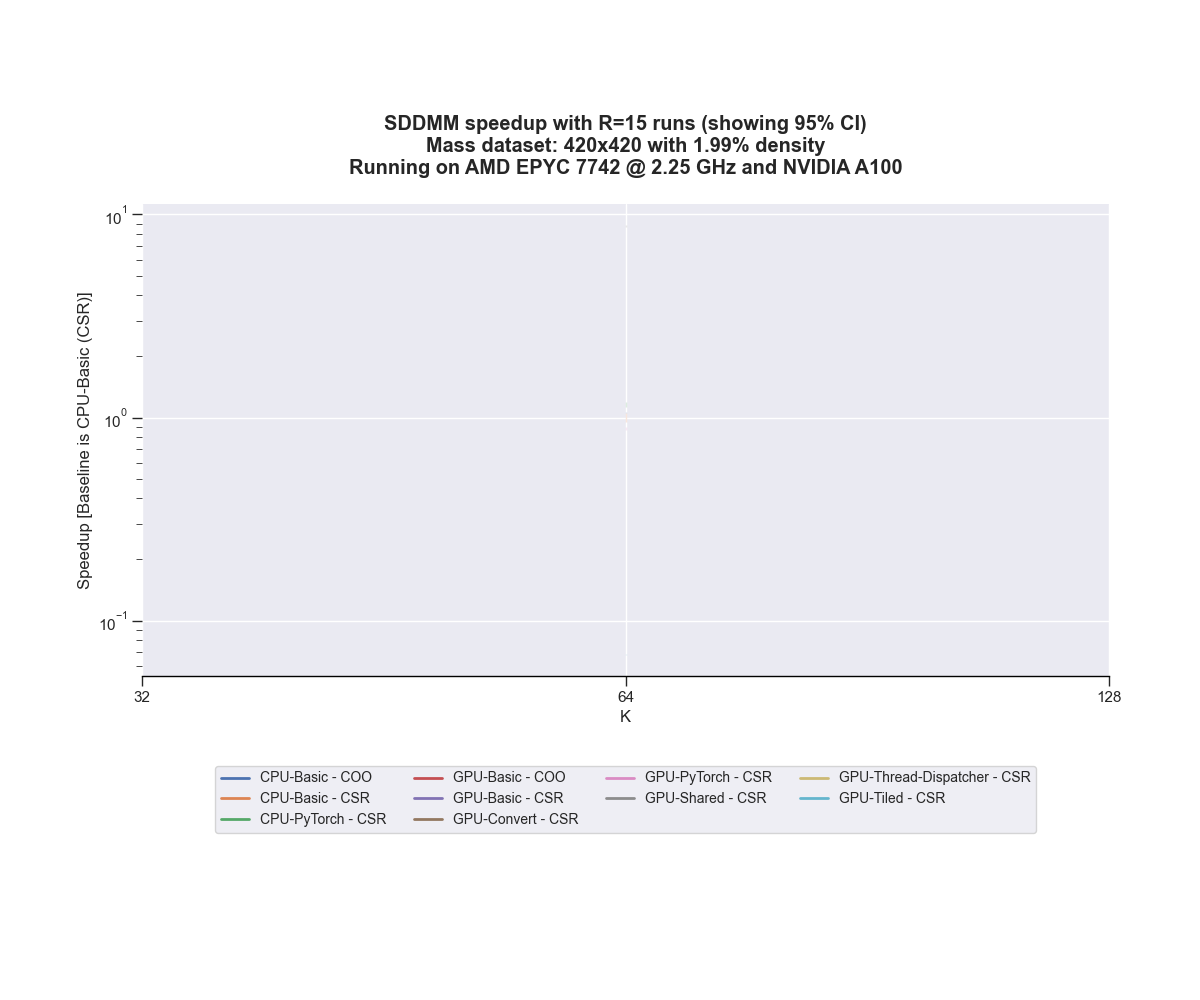 SDDMM speedup with R=15 runs (showing 95% CI)
Mass dataset: 420x420 with 1.99% density
Running on AMD EPYC 7742 @ 2.25 GHz and NVIDIA A100
Speedup [Baseline is CPU-Basic (CSR)]
10^1
10^0
10^−1
32 64 128
K
CPU-Basic - COO GPU-Basic - COO GPU-PyTorch - CSR GPU-Thread-Dispatcher - CSR
CPU-Basic - CSR GPU-Basic - CSR GPU-Shared - CSR GPU-Tiled - CSR
CPU-PyTorch - CSR GPU-Convert - CSR